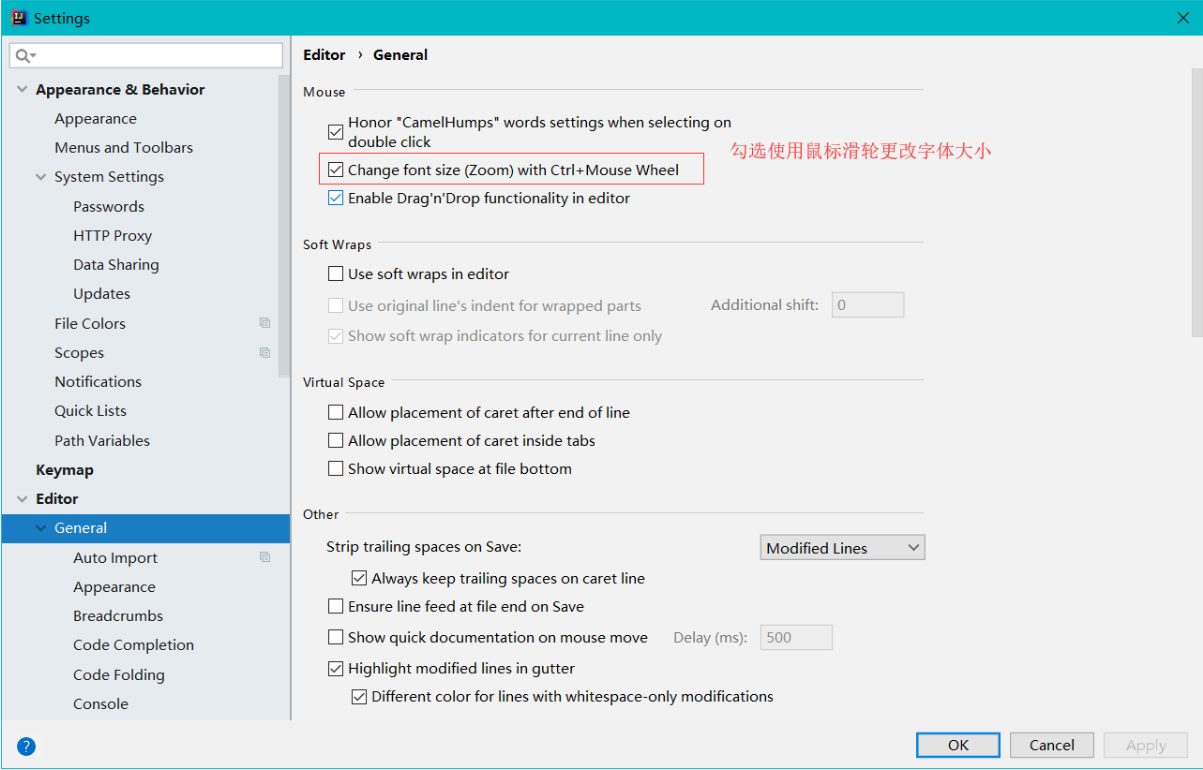 Settings
Editor › General
Appearance & Behavior
Appearance
Menus and Toolbars
System Settings
Passwords
HTTP Proxy
Data Sharing
Updates
File Colors
Scopes
Notifications
Quick Lists
Path Variables
Keymap
Editor
General
Auto Import
Appearance
Breadcrumbs
Code Completion
Code Folding
Console
Mouse
Honor "CamelHumps" words settings when selecting on
double click
勾选使用鼠标滑轮更改字体大小
Change font size (Zoom) with Ctrl+Mouse Wheel
Enable Drag'n'Drop functionality in editor
Soft Wraps
Use soft wraps in editor
Use original line's indent for wrapped parts Additional shift: 0
Show soft wrap indicators for current line only
Virtual Space
Allow placement of caret after end of line
Allow placement of caret inside tabs
Show virtual space at file bottom
Other
Strip trailing spaces on Save: Modified Lines
Always keep trailing spaces on caret line
Ensure line feed at file end on Save
Show quick documentation on mouse move Delay (ms): 500
Highlight modified lines in gutter
Different color for lines with whitespace-only modifications
? OK Cancel Apply